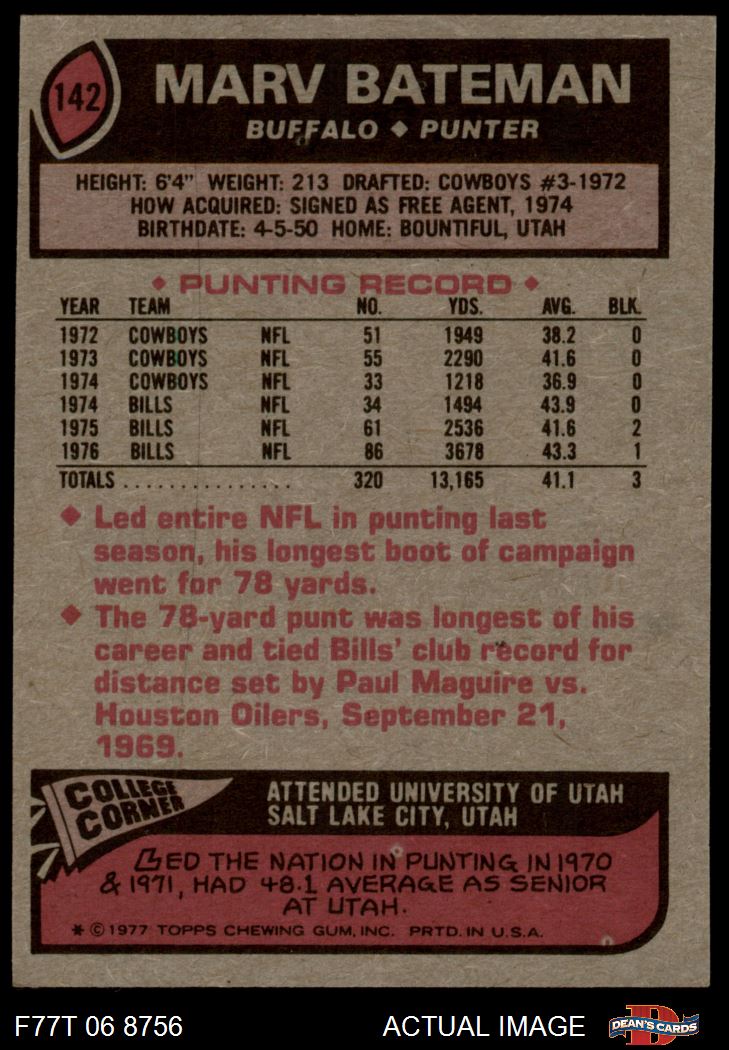 142
MARV BATEMAN
BUFFALO ◆ PUNTER
HEIGHT: 6'4" WEIGHT: 213 DRAFTED: COWBOYS #3-1972
HOW ACQUIRED: SIGNED AS FREE AGENT, 1974
BIRTHDATE: 4-5-50 HOME: BOUNTIFUL, UTAH
◆ PUNTING RECORD ◆
YEAR TEAM NO. YDS. AVG. BLK.
1972 COWBOYS NFL 51 1949 38.2 0
1973 COWBOYS NFL 55 2290 41.6 0
1974 COWBOYS NFL 33 1218 36.9 0
1974 BILLS NFL 34 1494 43.9 0
1975 BILLS NFL 61 2536 41.6 2
1976 BILLS NFL 86 3678 43.3 1
TOTALS . . . . . . . . . . . . . . . 320 13,165 41.1 3
◆ Led entire NFL in punting last
season, his longest boot of campaign
went for 78 yards.
◆ The 78-yard punt was longest of his
career and tied Bills' club record for
distance set by Paul Maguire vs.
Houston Oilers, September 21,
1969.
COLLEGE
CORNER
ATTENDED UNIVERSITY OF UTAH
SALT LAKE CITY, UTAH
LED THE NATION IN PUNTING IN 1970
& 1971, HAD 48.1 AVERAGE AS SENIOR
AT UTAH.
* © 1977 TOPPS CHEWING GUM, INC. PRTD. IN U.S.A.
F77T 06 8756
ACTUAL IMAGE
D
DEAN'S CARDS